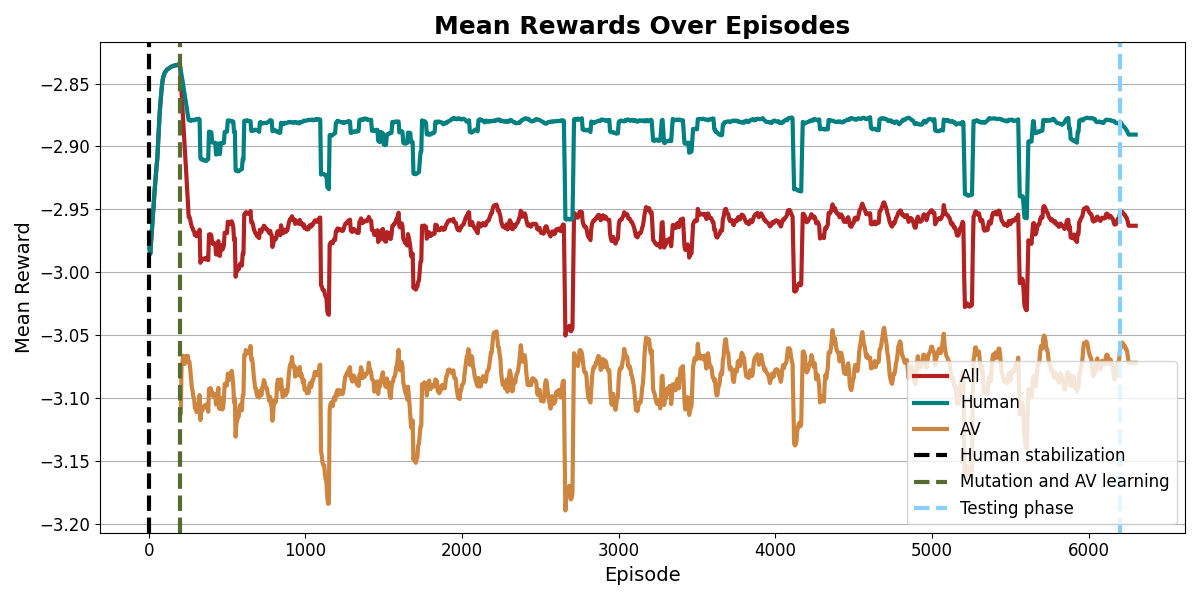 Mean Rewards Over Episodes
Mean Reward
−2.85
−2.90
−2.95
−3.00
−3.05
−3.10
−3.15
−3.20
All
Human
AV
Human stabilization
Mutation and AV learning
Testing phase
0
1000
2000
3000
4000
5000
6000
Episode